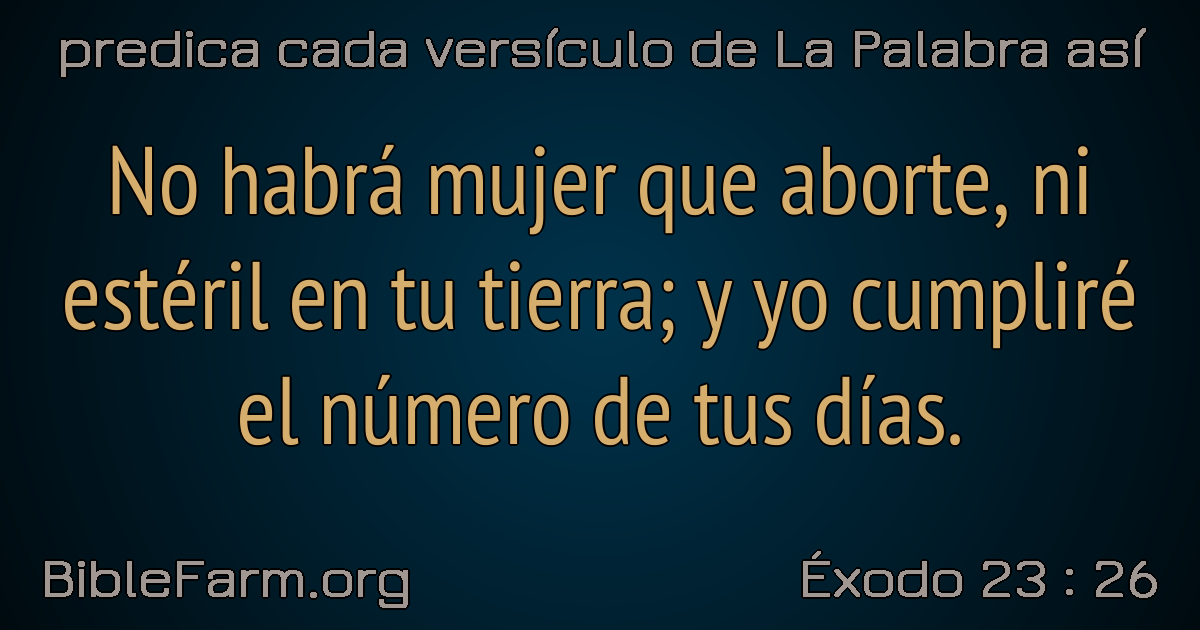 predica cada versículo de La Palabra así
No habrá mujer que aborte, ni
estéril en tu tierra; y yo cumpliré
el número de tus días.
BibleFarm.org
Éxodo 23 : 26